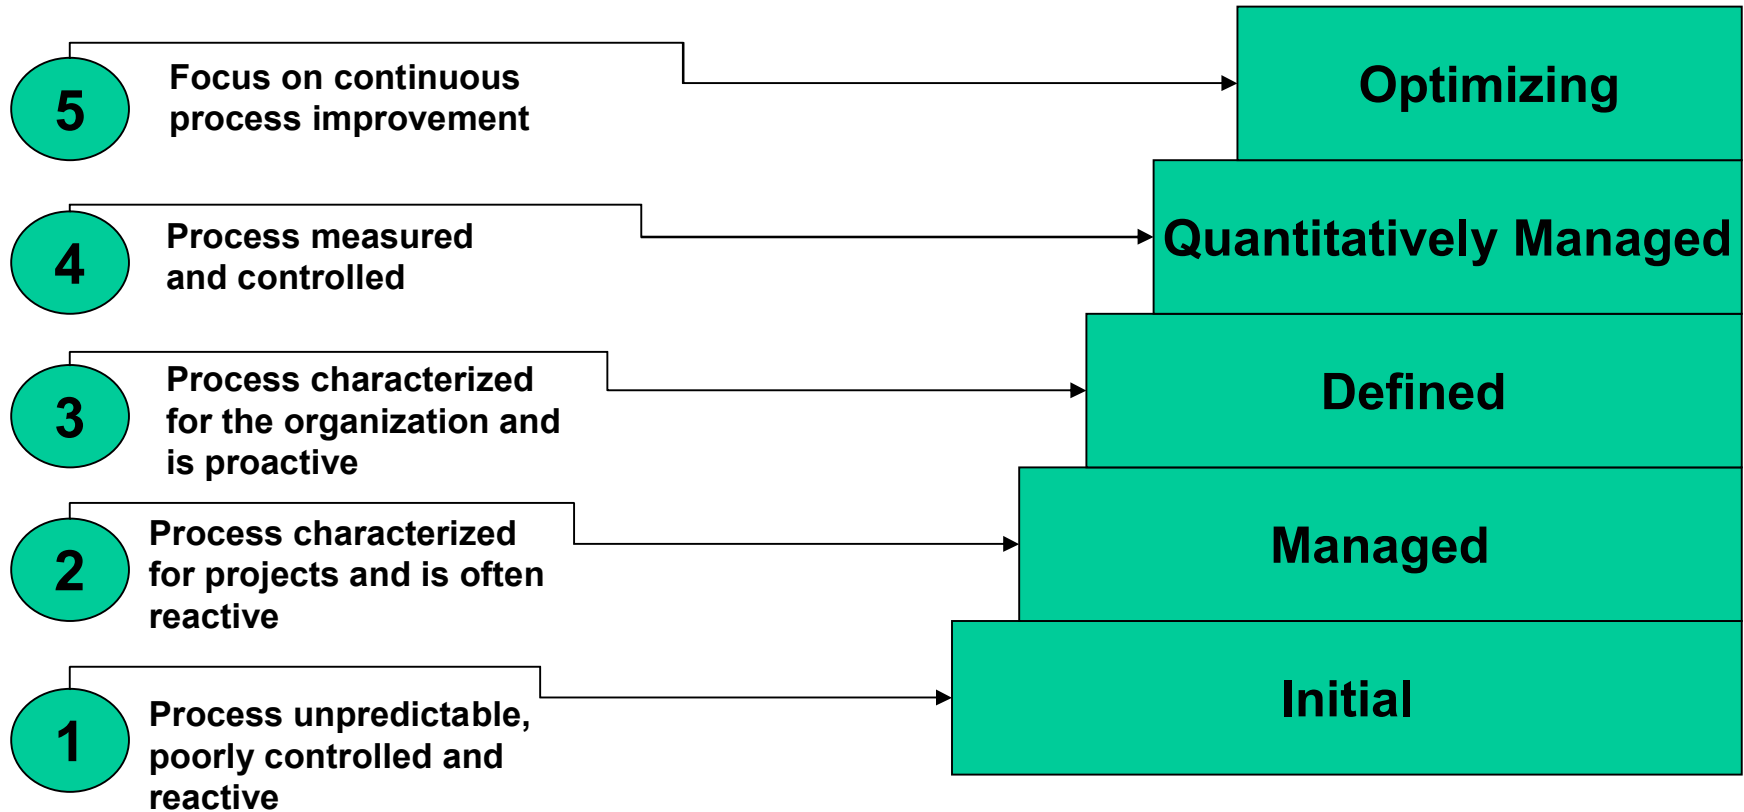 5
Focus on continuous
process improvement
Optimizing
4
Process measured
and controlled
Quantitatively Managed
3
Process characterized
for the organization and
is proactive
Defined
2
Process characterized
for projects and is often
reactive
Managed
1
Process unpredictable,
poorly controlled and
reactive
Initial